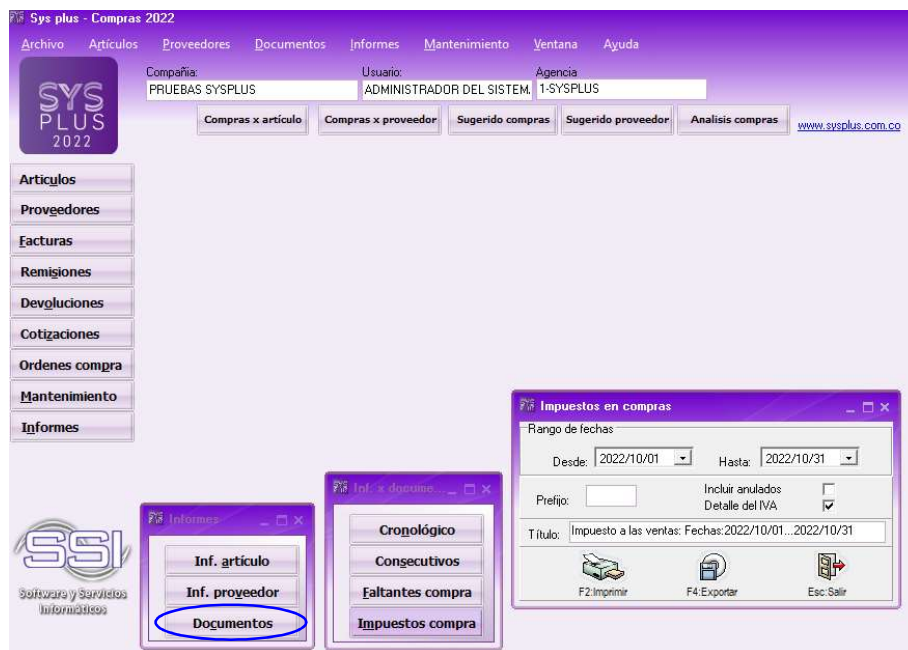 Sys plus - Compras 2022
Archivo Artículos Proveedores Documentos Informes Mantenimiento Ventana Ayuda
Compañia: Usuario: Agencia
PRUEBAS SYSPLUS ADMINISTRADOR DEL SISTEM. 1-SYSPLUS
SYS
PLUS
2022
Compras x artículo Compras x proveedor Sugerido compras Sugerido proveedor Analisis compras www.sysplus.com.co
Articulos
Proveedores
Facturas
Remisiones
Devoluciones
Cotizaciones
Ordenes compra
Mantenimiento
Informes
Impuestos en compras
Rango de fechas
Desde: 2022/10/01 Hasta: 2022/10/31
Prefijo: Incluír anulados
Detalle del IVA
Título: Impuesto a las ventas: Fechas:2022/10/01...2022/10/31
F2:Imprimir F4:Exportar Esc:Salir
Inf. x docume...
Cronológico
Consecutivos
Faltantes compra
Impuestos compra
Informes
Inf. artículo
Inf. proveedor
Documentos
SSI
Software y Servicios
Informáticos